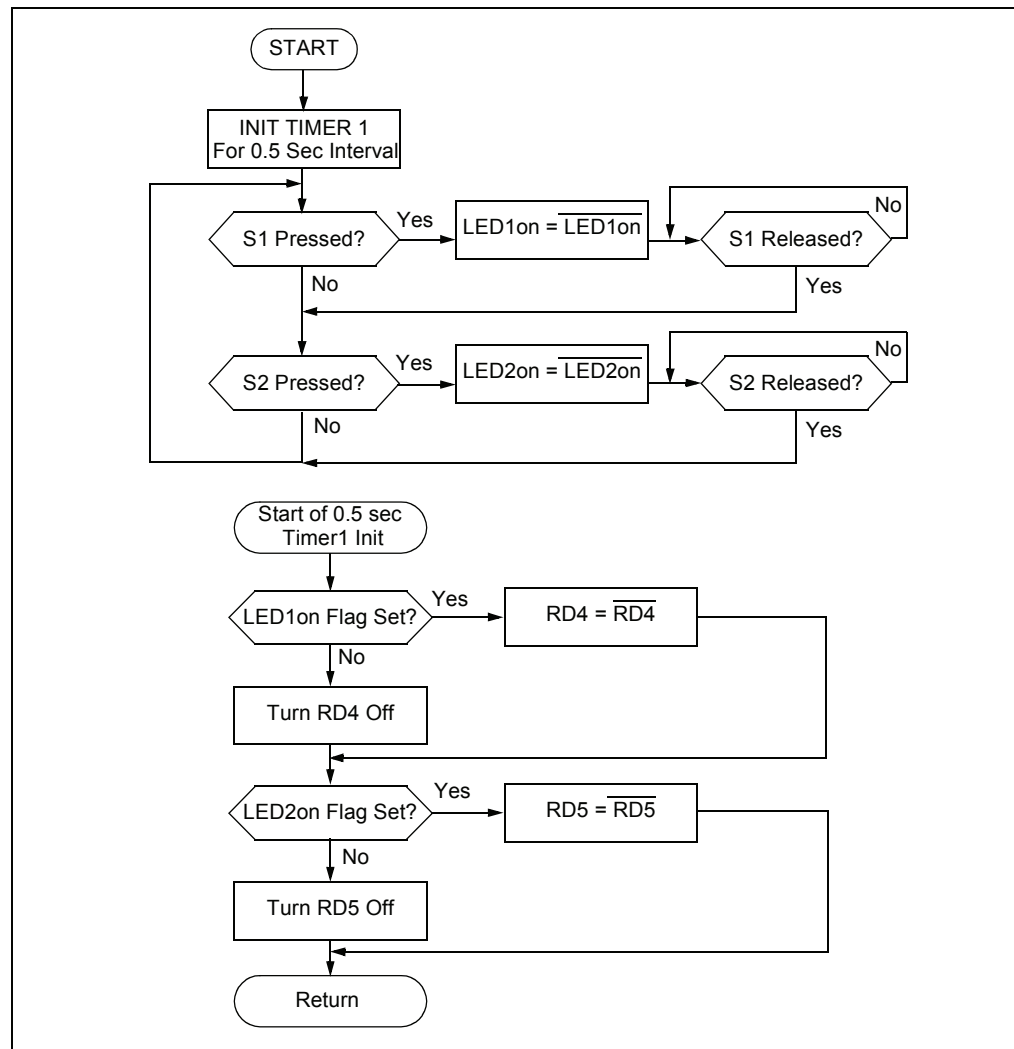 START
INIT TIMER 1
For 0.5 Sec Interval
S1 Pressed?
Yes
LED1on = LED1on
S1 Released?
No
No
Yes
S2 Pressed?
Yes
LED2on = LED2on
S2 Released?
No
No
Yes
Start of 0.5 sec
Timer1 Init
LED1on Flag Set?
Yes
RD4 = RD4
No
Turn RD4 Off
LED2on Flag Set?
Yes
RD5 = RD5
No
Turn RD5 Off
Return